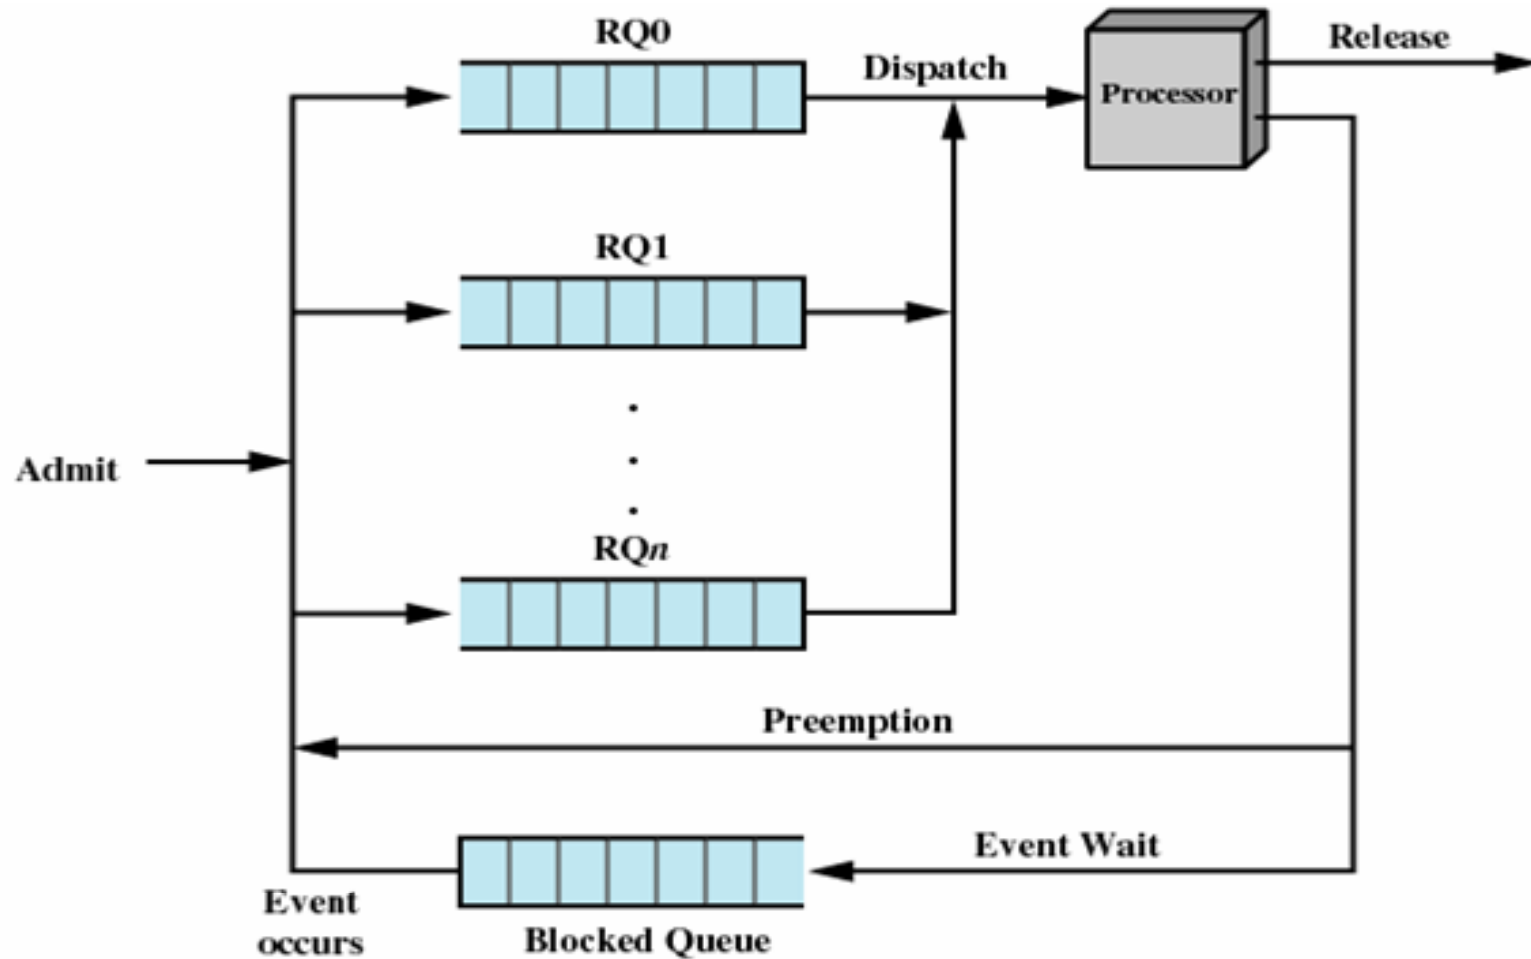 RQ0
Dispatch
Release
Processor
RQ1
Admit
RQn
Preemption
Event Wait
Event
occurs
Blocked Queue